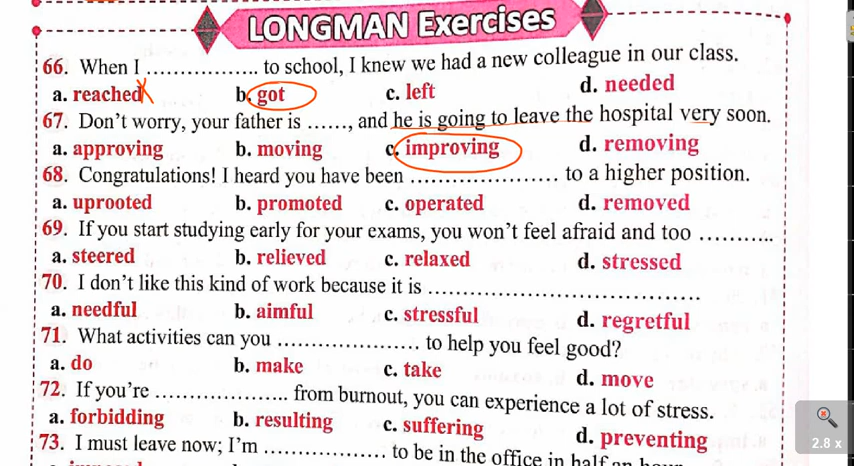 LONGMAN Exercises
66. When I .................. to school, I knew we had a new colleague in our class.
a. reached b. got c. left d. needed
67. Don't worry, your father is ......, and he is going to leave the hospital very soon.
a. approving b. moving c. improving d. removing
68. Congratulations! I heard you have been ........................ to a higher position.
a. uprooted b. promoted c. operated d. removed
69. If you start studying early for your exams, you won't feel afraid and too ............
a. steered b. relieved c. relaxed d. stressed
70. I don't like this kind of work because it is ............................................
a. needful b. aimful c. stressful d. regretful
71. What activities can you ........................ to help you feel good?
a. do b. make c. take d. move
72. If you're ...................... from burnout, you can experience a lot of stress.
a. forbidding b. resulting c. suffering d. preventing
73. I must leave now; I'm .................... to be in the office in half an hour
2.8 x